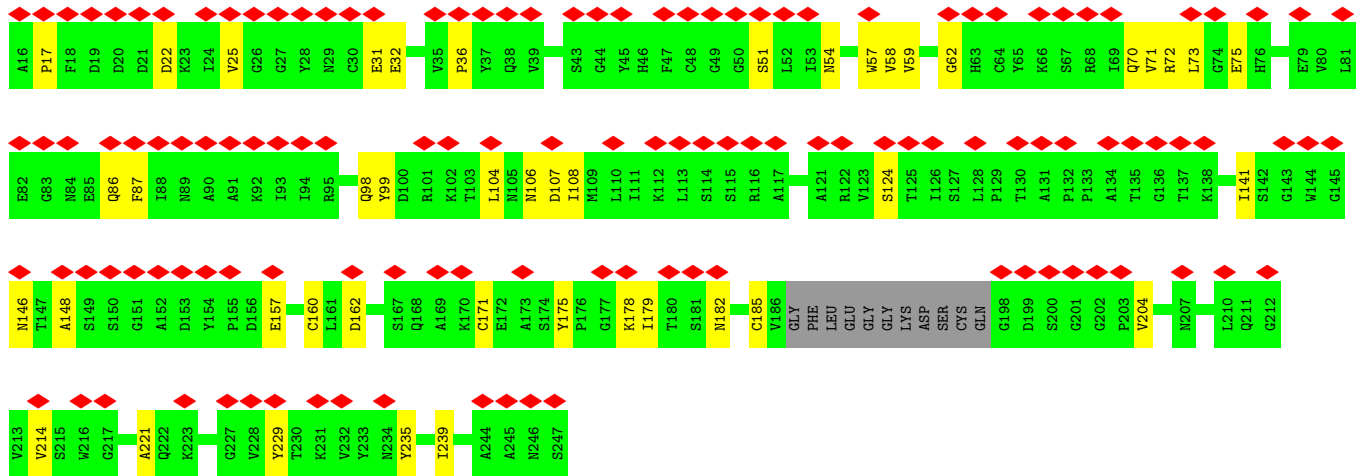 A16 P17 F18 D19 D20 D21 D22 K23 I24 V25 G26 G27 Y28 N29 C30 E31 E32 V35 P36 Y37 Q38 V39 S43 G44 Y45 H46 F47 C48 G49 G50 S51 L52 I53 N54 W57 V58 V59 G62 H63 C64 Y65 K66 S67 R68 I69 Q70 V71 R72 L73 G74 E75 H76 E79 V80 L81
E82 G83 N84 E85 Q86 F87 I88 N89 A90 A91 K92 I93 I94 R95 Q98 Y99 D100 R101 K102 T103 L104 N105 N106 D107 I108 M109 L110 I111 K112 L113 S114 S115 R116 A117 A121 R122 V123 S124 T125 I126 S127 L128 P129 T130 A131 P132 P133 A134 T135 G136 T137 K138 I141 S142 G143 W144 G145
N146 T147 A148 S149 S150 G151 A152 D153 Y154 P155 D156 E157 C160 L161 D162 S167 Q168 A169 K170 C171 E172 A173 S174 Y175 P176 G177 K178 I179 T180 S181 N182 C185 V186 GLY PHE LEU GLU GLY GLY LYS ASP SER CYS GLN G198 D199 S200 G201 G202 P203 V204 N207 L210 Q211 G212
V213 V214 S215 W216 G217 A221 Q222 K223 G227 V228 Y229 T230 K231 V232 Y233 N234 Y235 I239 A244 A245 N246 S247